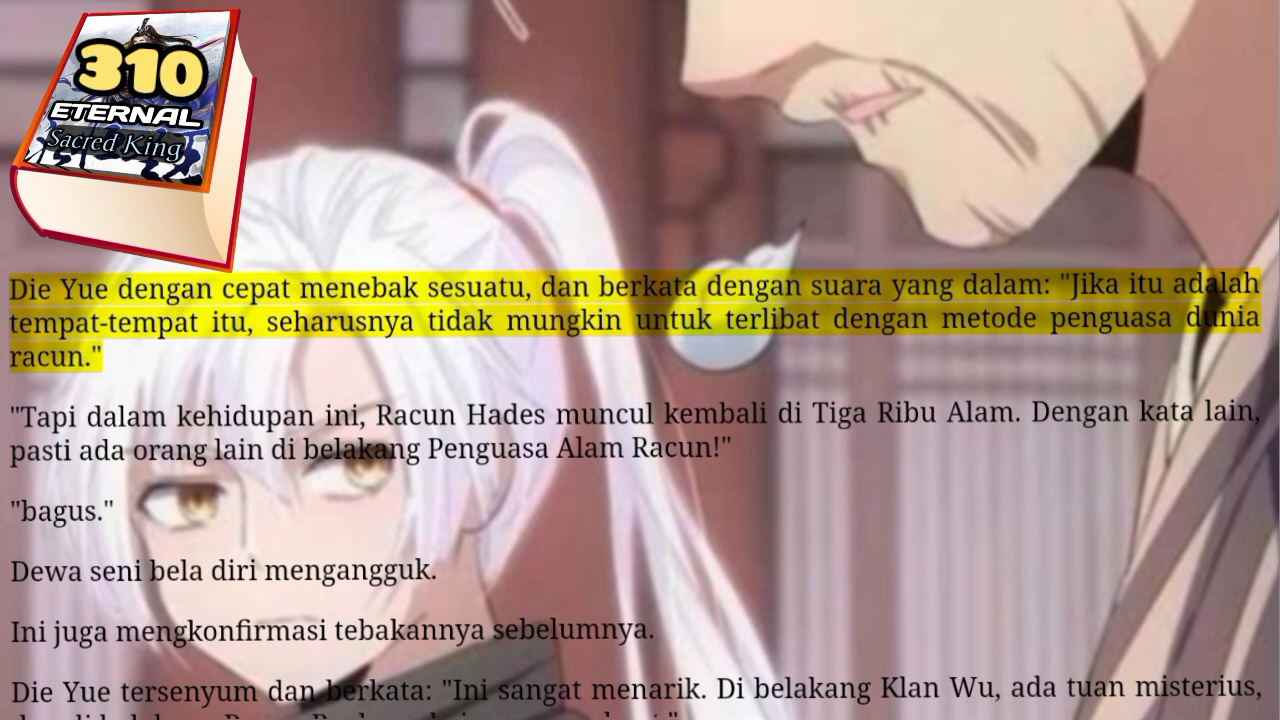 310
ETERNAL
Sacred King
Die Yue dengan cepat menebak sesuatu, dan berkata dengan suara yang dalam: "Jika itu adalah
tempat-tempat itu, seharusnya tidak mungkin untuk terlibat dengan metode penguasa dunia
racun."
"Tapi dalam kehidupan ini, Racun Hades muncul kembali di Tiga Ribu Alam. Dengan kata lain,
pasti ada orang lain di belakang Penguasa Alam Racun!"
"bagus."
Dewa seni bela diri mengangguk.
Ini juga mengkonfirmasi tebakannya sebelumnya.
Die Yue tersenyum dan berkata: "Ini sangat menarik. Di belakang Klan Wu, ada tuan misterius,